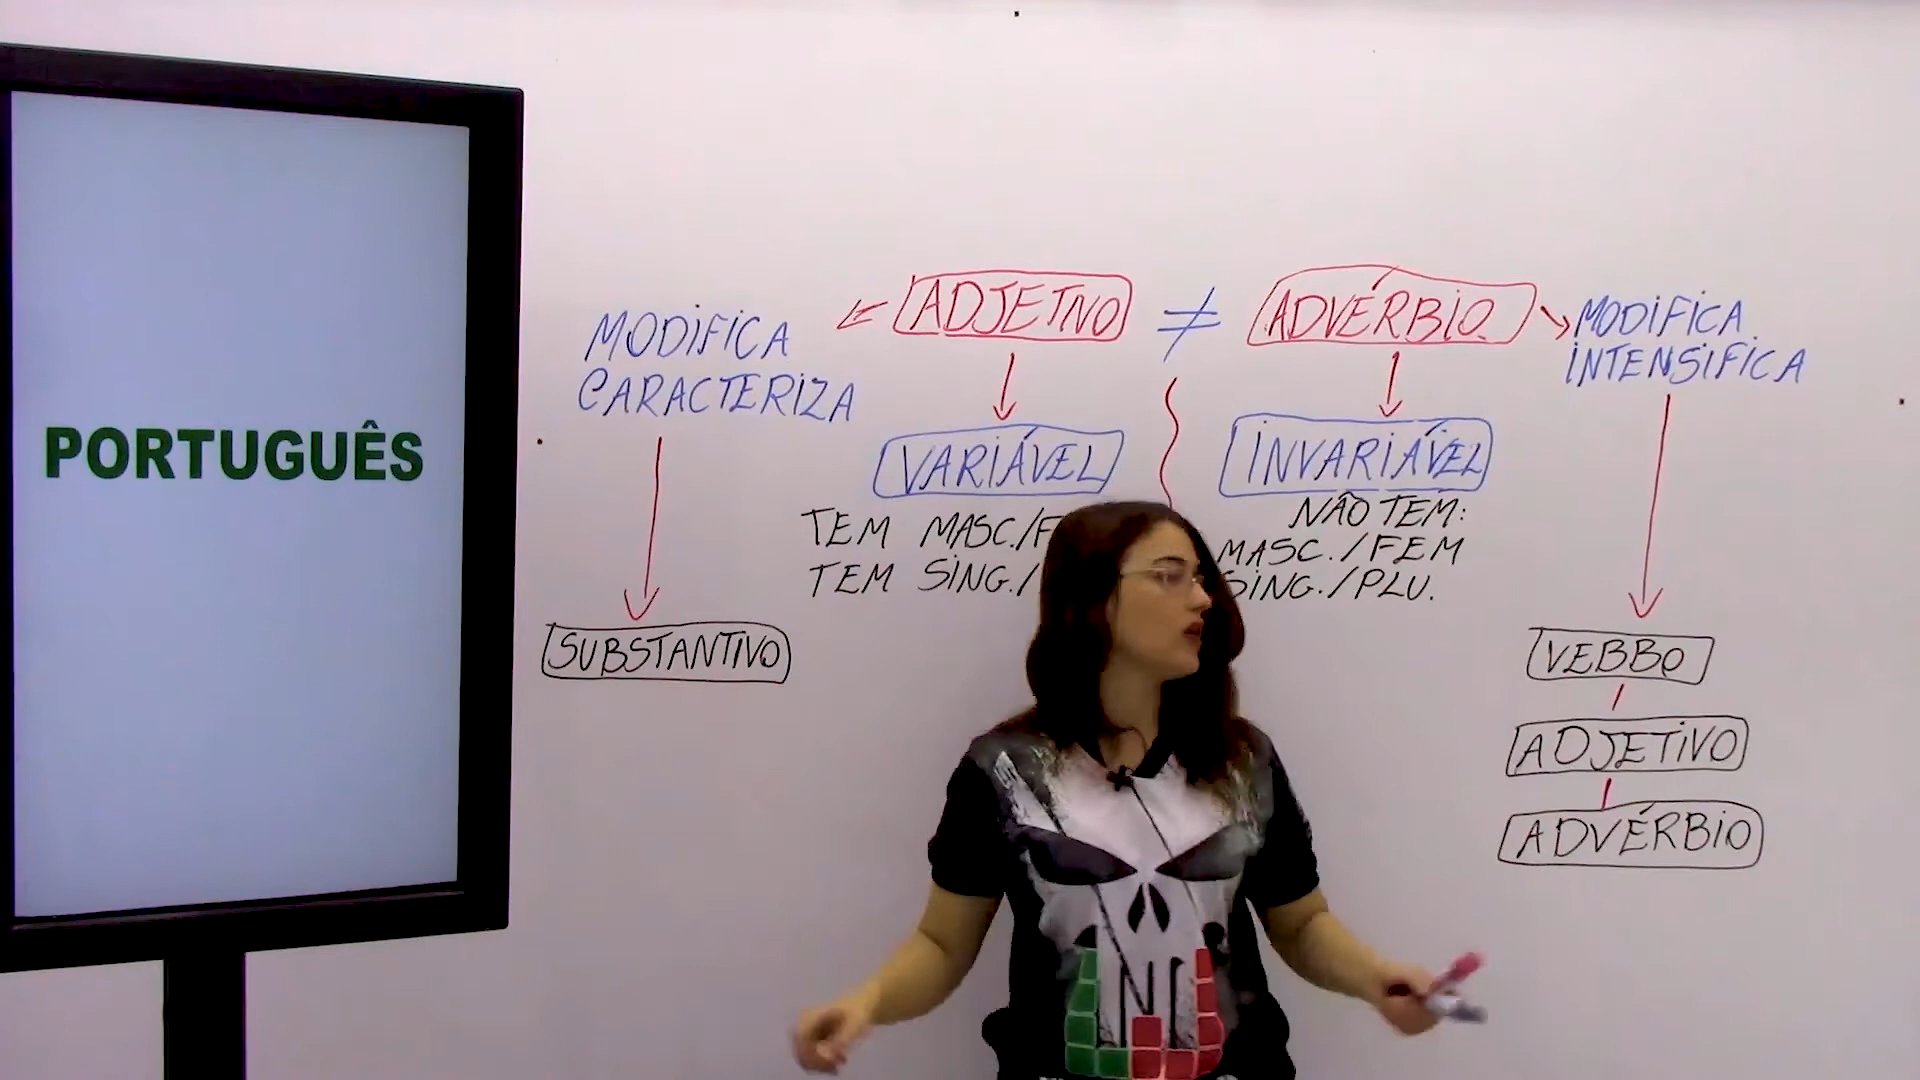 PORTUGUÊS
ADJETIVO ≠ ADVÉRBIO
MODIFICA
CARACTERIZA
SUBSTANTIVO
VARIÁVEL
TEM MASC./F
TEM SING./
INVARIÁVEL
NÃO TEM:
MASC./FEM
SING./PLU.
MODIFICA
INTENSIFICA
VEBBO
ADJETIVO
ADVÉRBIO